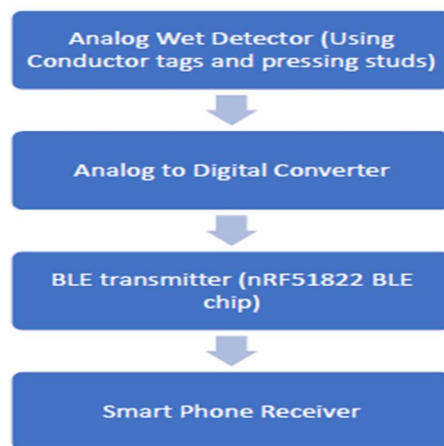 Analog Wet Detector (Using
Conductor tags and pressing studs)
Analog to Digital Converter
BLE transmitter (nRF51822 BLE
chip)
Smart Phone Receiver